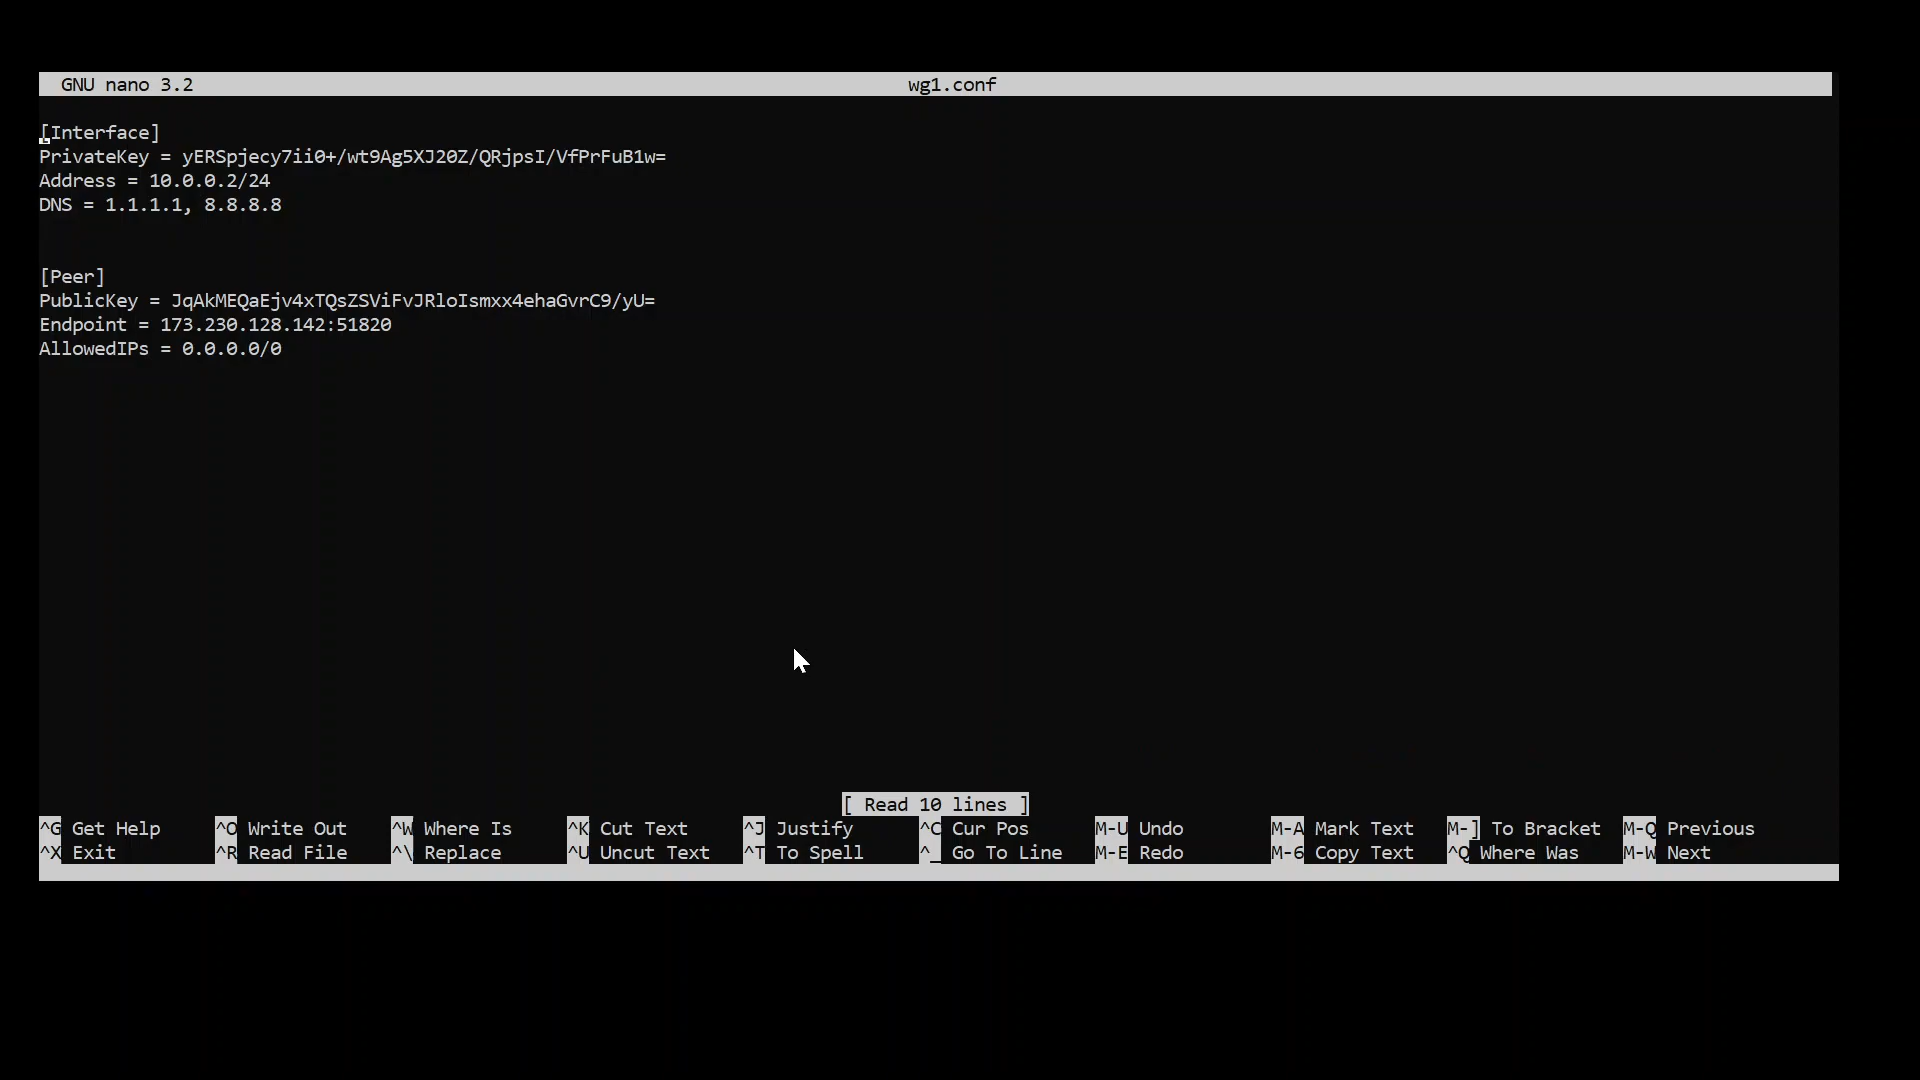 GNU nano 3.2 wg1.conf
[Interface]
PrivateKey = yERSpjecy7ii0+/wt9Ag5XJ20Z/QRjpsI/VfPrFuB1w=
Address = 10.0.0.2/24
DNS = 1.1.1.1, 8.8.8.8
[Peer]
PublicKey = JqAkMEQaEjv4xTQsZSViFvJRloIsmxx4ehaGvrC9/yU=
Endpoint = 173.230.128.142:51820
AllowedIPs = 0.0.0.0/0
[ Read 10 lines ]
^G Get Help ^O Write Out ^W Where Is ^K Cut Text ^J Justify ^C Cur Pos M-U Undo M-A Mark Text M-] To Bracket M-Q Previous
^X Exit ^R Read File ^\ Replace ^U Uncut Text ^T To Spell ^_ Go To Line M-E Redo M-6 Copy Text ^Q Where Was M-W Next